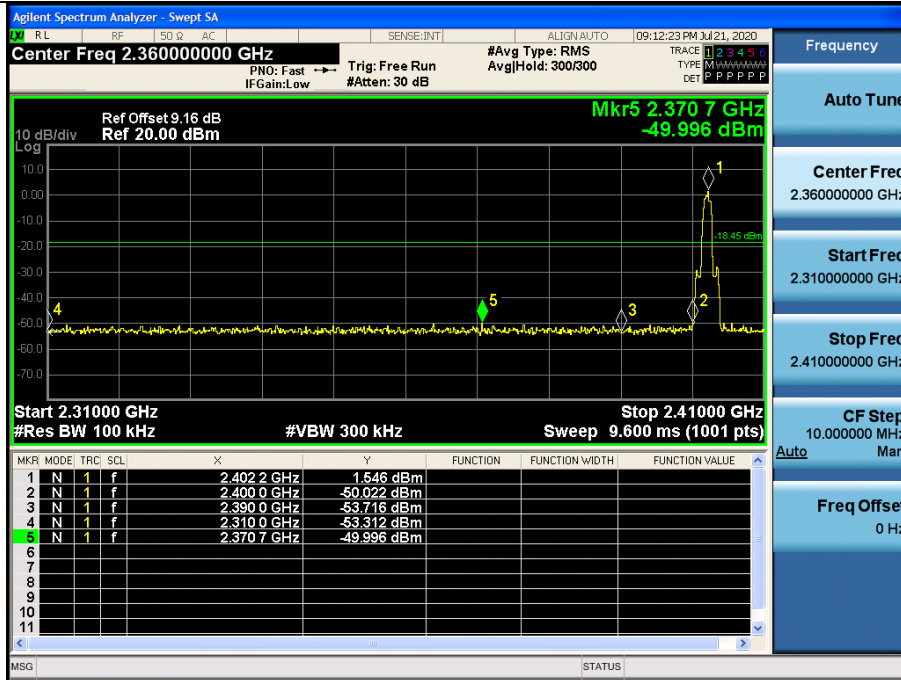 Agilent Spectrum Analyzer - Swept SA
LXI RL RF 50 Ω AC SENSE:INT ALIGN AUTO 09:12:23 PM Jul 21, 2020
Center Freq 2.360000000 GHz
PNO: Fast
IFGain:Low
Trig: Free Run
#Atten: 30 dB
#Avg Type: RMS
Avg|Hold: 300/300
TRACE 1 2 3 4 5 6
TYPE M W W W W W
DET P P P P P P
Frequency
Auto Tune
Center Freq
2.360000000 GHz
Start Freq
2.310000000 GHz
Stop Freq
2.410000000 GHz
CF Step
10.000000 MHz
Auto Man
Freq Offset
0 Hz
Mkr5 2.370 7 GHz
-49.996 dBm
Ref Offset 9.16 dB
10 dB/div Ref 20.00 dBm
Log
10.0
0.00
-10.0
-20.0
-30.0
-40.0
-50.0
-60.0
-70.0
1
-18.45 dBm
4
5
3
2
Start 2.31000 GHz Stop 2.41000 GHz
#Res BW 100 kHz #VBW 300 kHz Sweep 9.600 ms (1001 pts)
MKR MODE TRC SCL X Y FUNCTION FUNCTION WIDTH FUNCTION VALUE
1 N 1 f 2.402 2 GHz 1.546 dBm
2 N 1 f 2.400 0 GHz -50.022 dBm
3 N 1 f 2.390 0 GHz -53.716 dBm
4 N 1 f 2.310 0 GHz -53.312 dBm
5 N 1 f 2.370 7 GHz -49.996 dBm
6
7
8
9
10
11
MSG STATUS